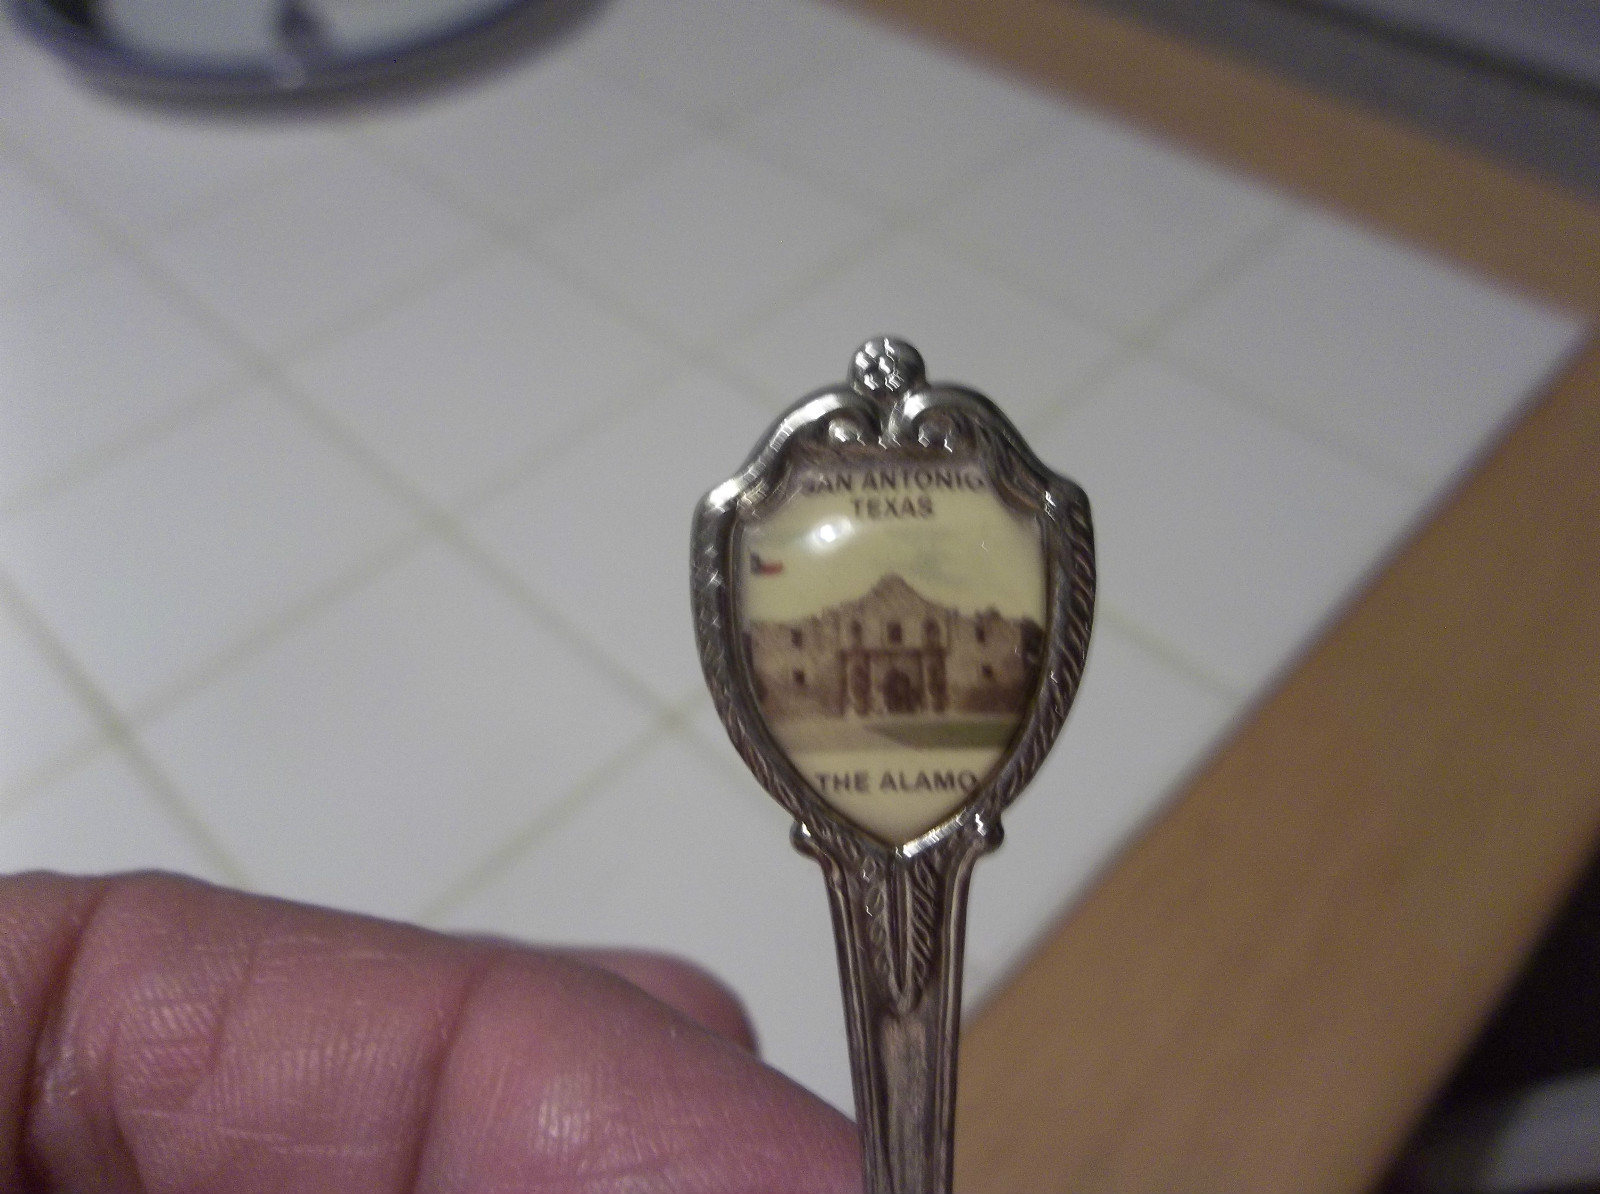 SAN ANTONIO
TEXAS
THE ALAMO